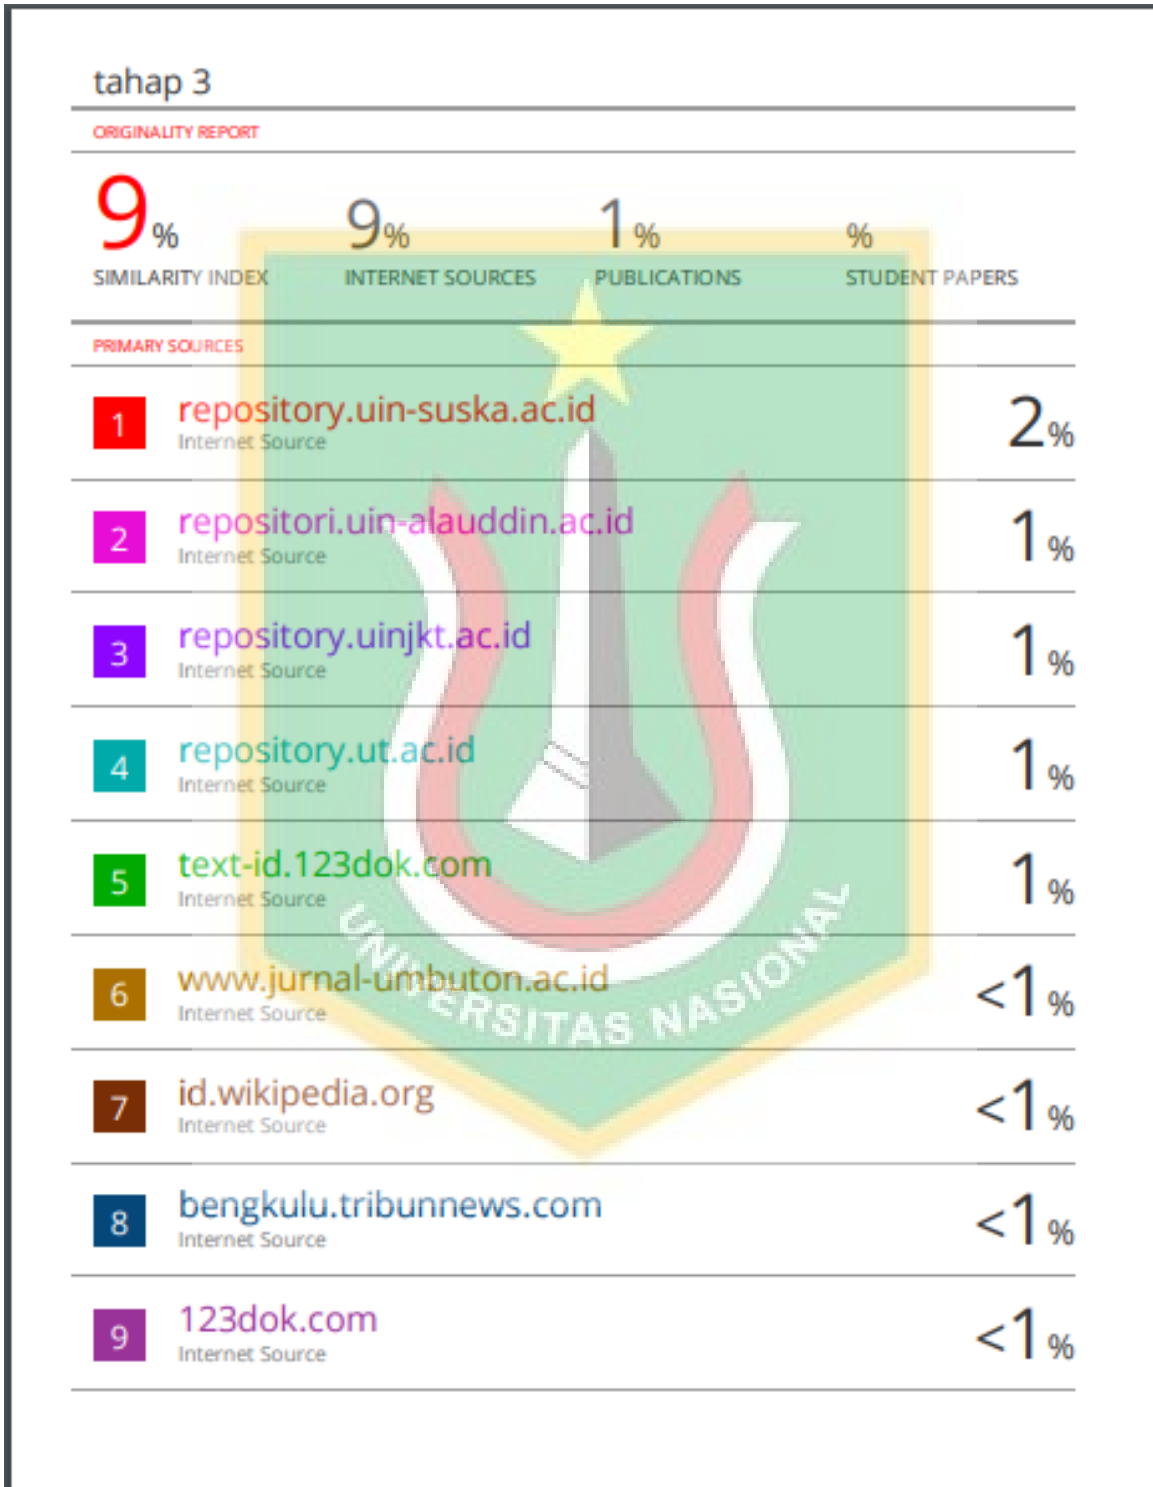 tahap 3
ORIGINALITY REPORT
9% 9% 1% %
SIMILARITY INDEX INTERNET SOURCES PUBLICATIONS STUDENT PAPERS
PRIMARY SOURCES
1 repository.uin-suska.ac.id 2%
Internet Source
2 repositori.uin-alauddin.ac.id 1%
Internet Source
3 repository.uinjkt.ac.id 1%
Internet Source
4 repository.ut.ac.id 1%
Internet Source
5 text-id.123dok.com 1%
Internet Source
6 www.jurnal-umbuton.ac.id <1%
Internet Source
7 id.wikipedia.org <1%
Internet Source
8 bengkulu.tribunnews.com <1%
Internet Source
9 123dok.com <1%
Internet Source
UNIVERSITAS NASIONAL